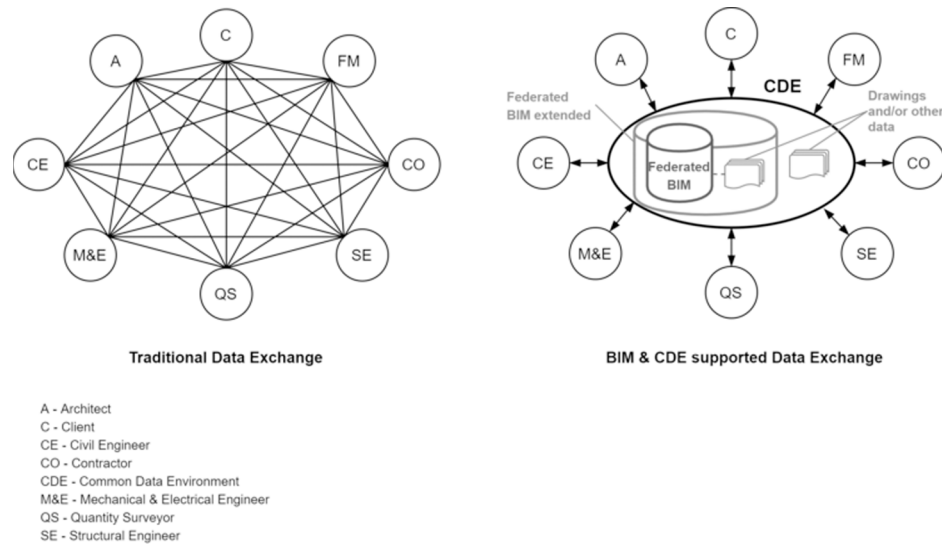 C
A
FM
CE
CO
M&E
SE
QS
Traditional Data Exchange
C
A
FM
CDE
Federated
BIM extended
Drawings
and/or other
data
CE
Federated
BIM
CO
M&E
SE
QS
BIM & CDE supported Data Exchange
A - Architect
C - Client
CE - Civil Engineer
CO - Contractor
CDE - Common Data Environment
M&E - Mechanical & Electrical Engineer
QS - Quantity Surveyor
SE - Structural Engineer